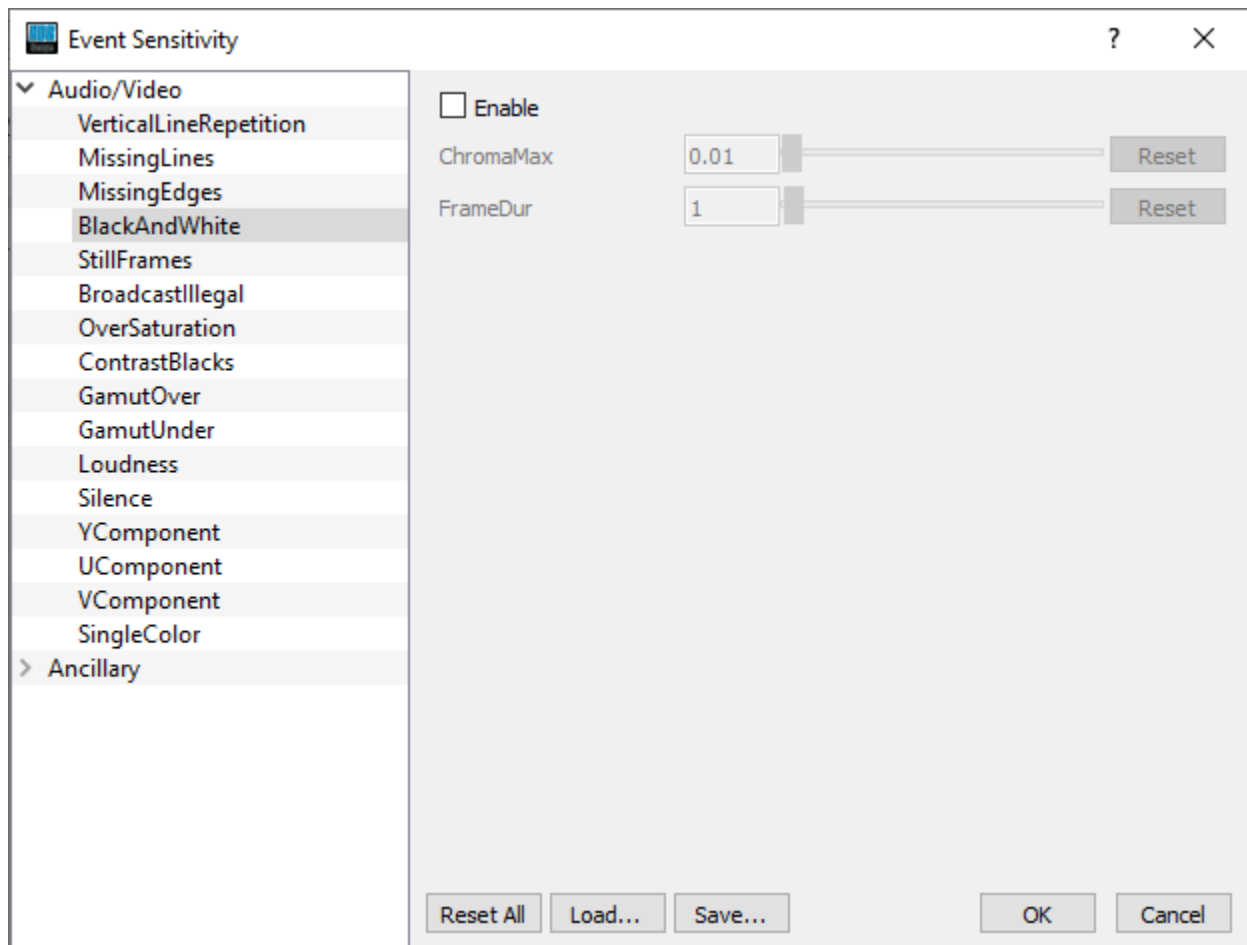 Event Sensitivity
?
Audio/Video
VerticalLineRepetition
MissingLines
MissingEdges
BlackAndWhite
StillFrames
BroadcastIllegal
OverSaturation
ContrastBlacks
GamutOver
GamutUnder
Loudness
Silence
YComponent
UComponent
VComponent
SingleColor
Ancillary
Enable
ChromaMax 0.01 Reset
FrameDur 1 Reset
Reset All Load... Save... OK Cancel